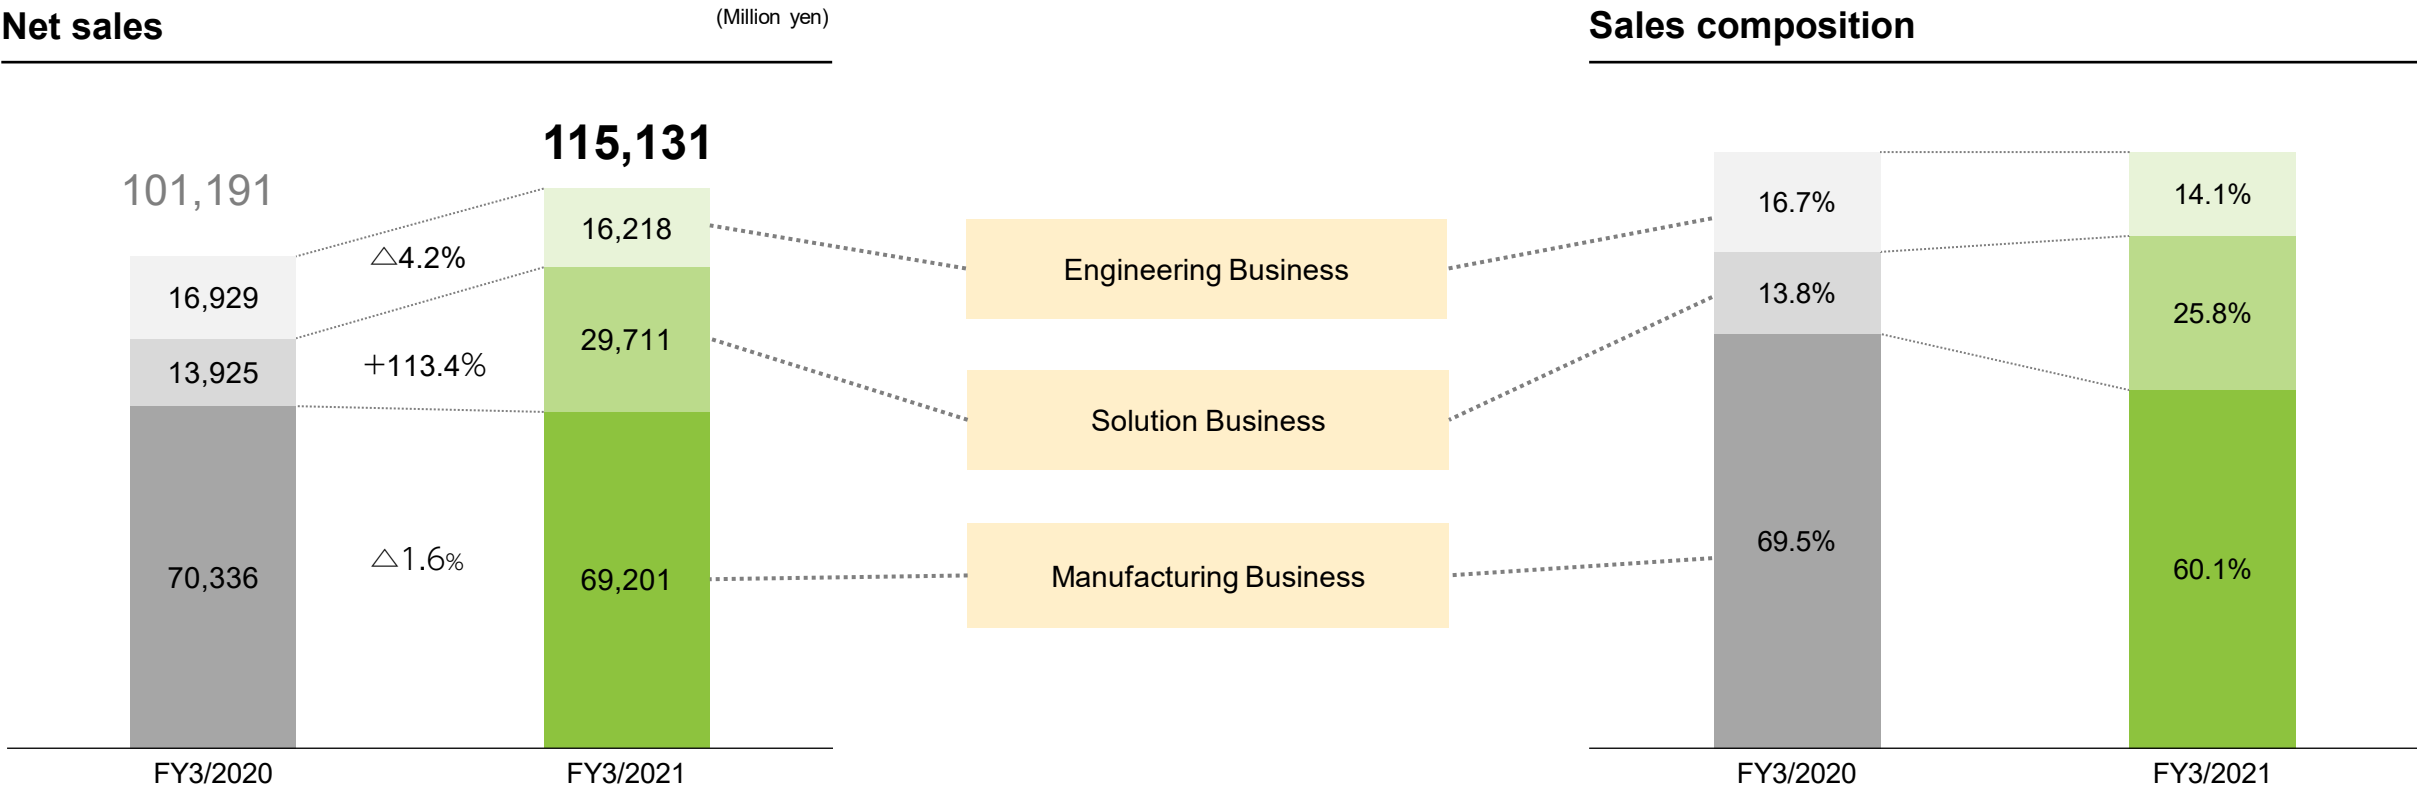 Net sales
(Million yen)
115,131
101,191
16,929
13,925
70,336
△4.2%
+113.4%
△1.6%
16,218
29,711
69,201
FY3/2020
FY3/2021
Engineering Business
Solution Business
Manufacturing Business
Sales composition
16.7%
13.8%
69.5%
14.1%
25.8%
60.1%
FY3/2020
FY3/2021